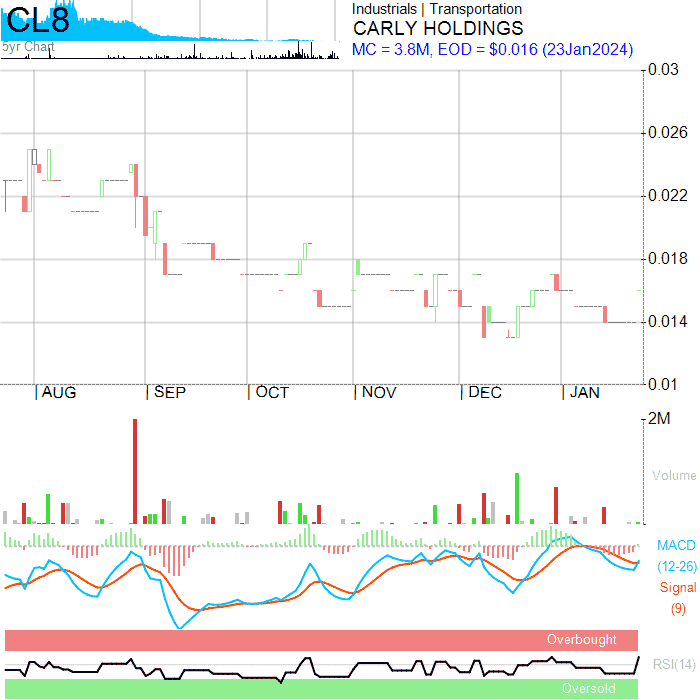 CL8
5yr Chart
Industrials | Transportation
CARLY HOLDINGS
MC = 3.8M, EOD = $0.016 (23Jan2024)
0.03
0.026
0.022
0.018
0.014
0.01
|AUG |SEP |OCT |NOV |DEC |JAN
2M
Volume
MACD
(12-26)
Signal
(9)
Overbought
RSI(14)
Oversold